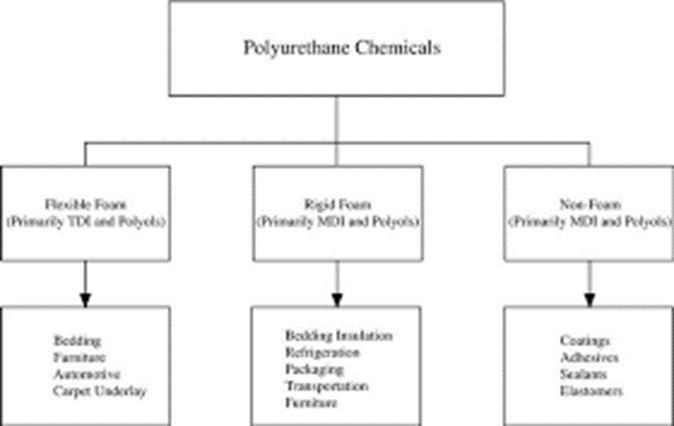 Polyurethane Chemicals
Flexible Foam
(Primarily TDI and Polyols)
Rigid Foam
(Primarily MDI and Polyols)
Non-Foam
(Primarily MDI and Polyols)
Bedding
Furniture
Automotive
Carpet Underlay
Bedding Insulation
Refrigeration
Packaging
Transportation
Furniture
Coatings
Adhesives
Sealants
Elastomers